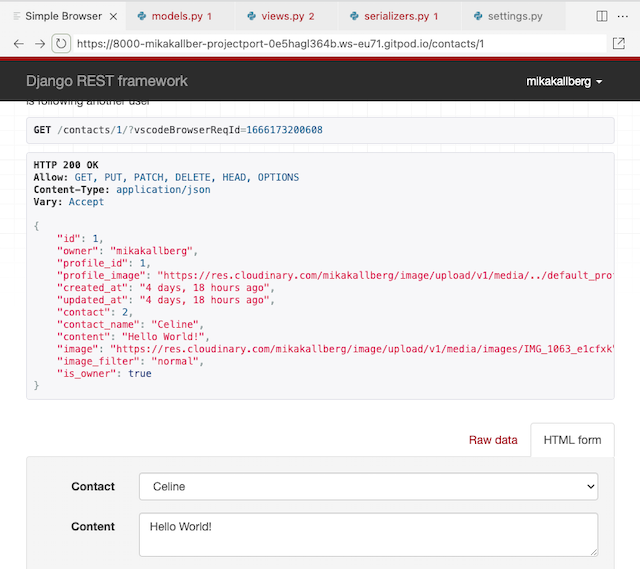 Simple Browser
models.py 1
views.py 2
serializers.py 1
settings.py
https://8000-mikakallber-projectport-0e5hagl364b.ws-eu71.gitpod.io/contacts/1
Django REST framework
mikakallberg
is following another user
GET /contacts/1/?vscodeBrowserReqId=1666173200608
HTTP 200 OK
Allow: GET, PUT, PATCH, DELETE, HEAD, OPTIONS
Content-Type: application/json
Vary: Accept
{
"id": 1,
"owner": "mikakallberg",
"profile_id": 1,
"profile_image": "https://res.cloudinary.com/mikakallberg/image/upload/v1/media/../default_prof
"created_at": "4 days, 18 hours ago",
"updated_at": "4 days, 18 hours ago",
"contact": 2,
"contact_name": "Celine",
"content": "Hello World!",
"image": "https://res.cloudinary.com/mikakallberg/image/upload/v1/media/images/IMG_1063_e1cfxk"
"image_filter": "normal",
"is_owner": true
}
Raw data
HTML form
Contact
Celine
Content
Hello World!